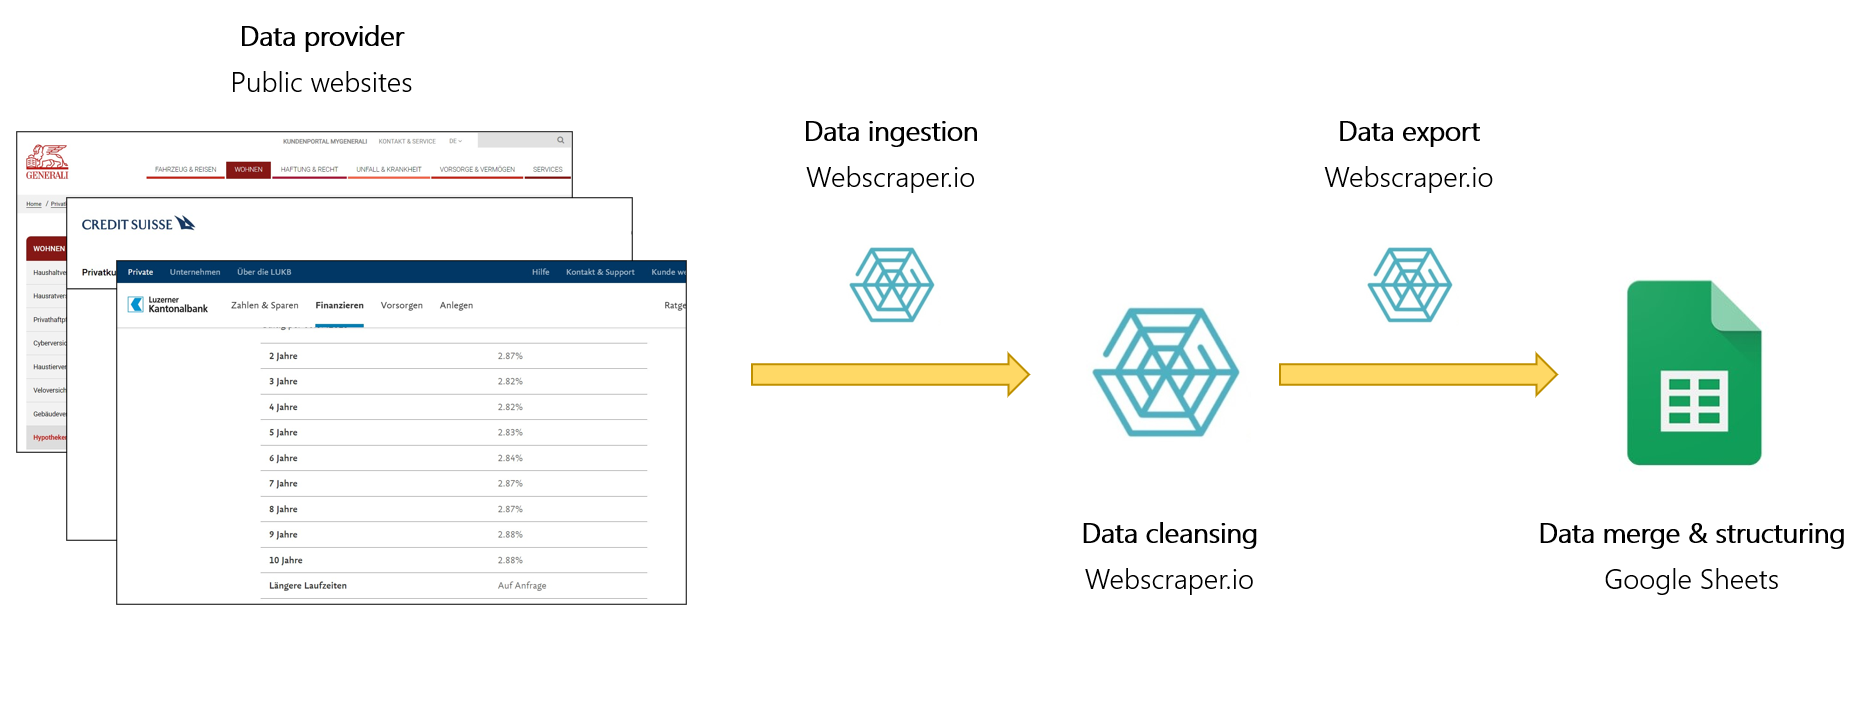 Data provider
Public websites
GENERALI
KUNDENPORTAL MYGENERALI KONTAKT & SERVICE DE
FAHRZEUG & REISEN WOHNEN HAFTUNG & RECHT UNFALL & KRANKHEIT VORSORGE & VERMÖGEN SERVICES
Home / Privat
WOHNEN
Haushaltve
Hausratver
Privathaftpf
Cyberversic
Haustierver
Veloversich
Gebäudeve
Hypotheke
CREDIT SUISSE
Privatku
Private Unternehmen Über die LUKB Hilfe Kontakt & Support Kunde we
Luzerner
Kantonalbank
Zahlen & Sparen Finanzieren Vorsorgen Anlegen Ratge
2 Jahre 2.87%
3 Jahre 2.82%
4 Jahre 2.82%
5 Jahre 2.83%
6 Jahre 2.84%
7 Jahre 2.87%
8 Jahre 2.87%
9 Jahre 2.88%
10 Jahre 2.88%
Längere Laufzeiten Auf Anfrage
Data ingestion
Webscraper.io
Data cleansing
Webscraper.io
Data export
Webscraper.io
Data merge & structuring
Google Sheets